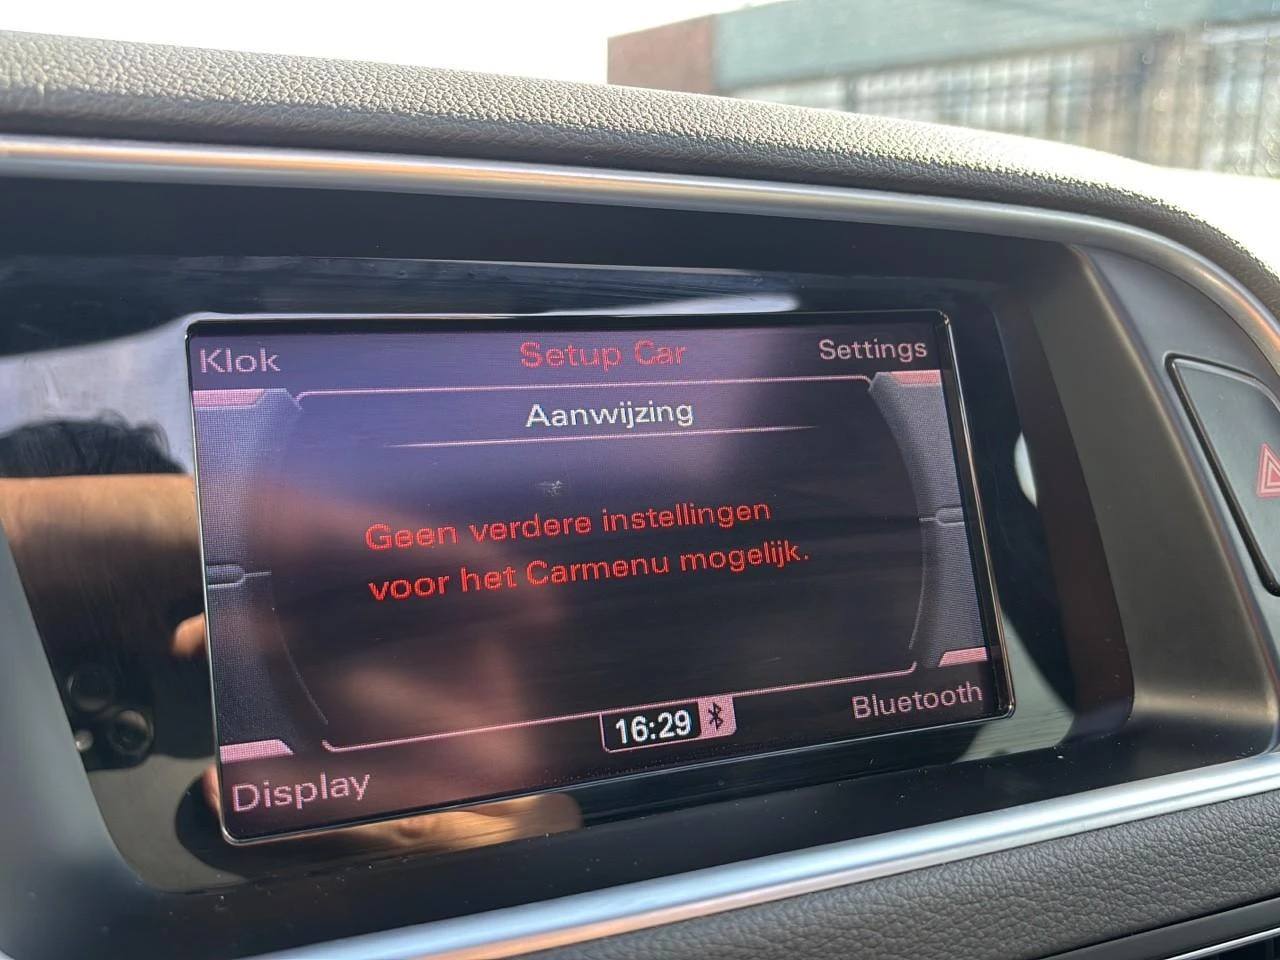 Klok
Setup Car
Settings
Aanwijzing
Geen verdere instellingen
voor het Carmenu mogelijk.
16:29
Display
Bluetooth